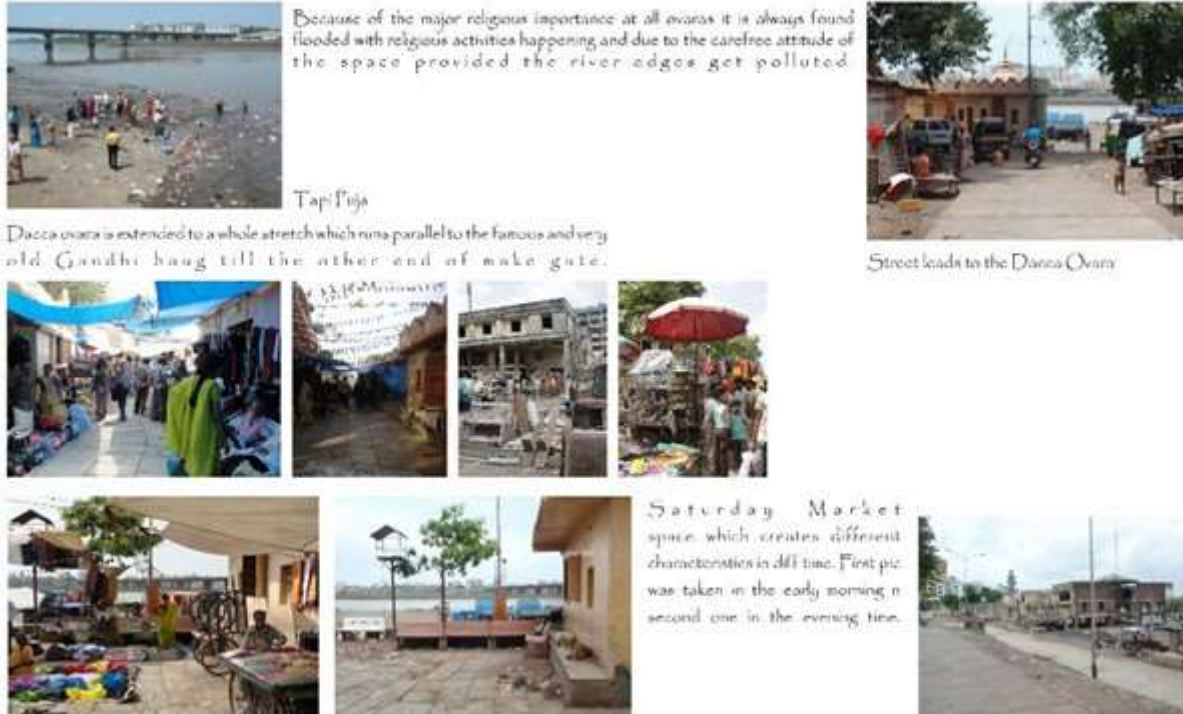 Because of the major religious importance at all ovaras it is always found
flooded with religious activities happening and due to the carefree attitude of
the space provided the river edges get polluted
Tapi Puja
Dacca ovara is extended to a whole stretch which runs parallel to the famous and very
old Gandhi baug till the other end of makc gate.
Street leads to the Dacca Ovara
Saturday Market
space which creates different
characteristics in diff time. First pic
was taken in the early morning n
second one in the evening time.